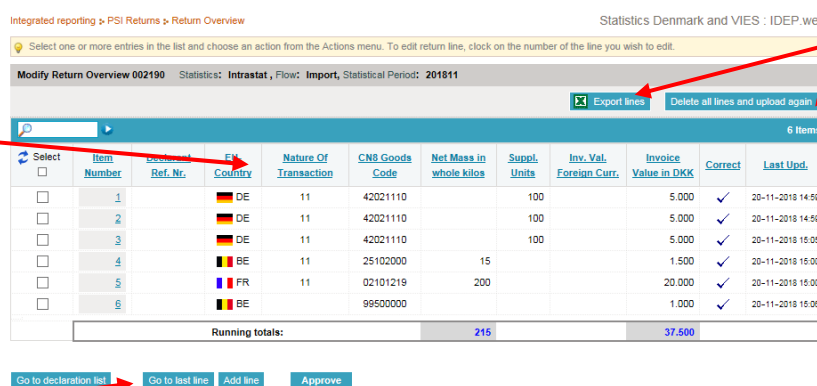 Integrated reporting PSI Returns Return Overview
Statistics Denmark and VIES : IDEP.we
Select one or more entries in the list and choose an action from the Actions menu. To edit return line, clock on the number of the line you wish to edit.
Modify Return Overview 002190 Statistics: Intrastat , Flow: Import, Statistical Period: 201811
Export lines Delete all lines and upload again
6 Items
Select Item Number Declarant Ref. Nr. Country Nature Of Transaction CN8 Goods Code Net Mass in whole kilos Suppl. Units Inv. Val. Foreign Curr. Invoice Value in DKK Correct Last Upd.
1 DE 11 42021110 100 5.000 20-11-2018 14:59
2 DE 11 42021110 100 5.000 20-11-2018 14:59
3 DE 11 42021110 100 5.000 20-11-2018 15:05
4 BE 11 25102000 15 1.500 20-11-2018 15:00
5 FR 11 02101219 200 20.000 20-11-2018 15:00
6 BE 99500000 1.000 20-11-2018 15:05
Running totals: 215 37.500
Go to declaration list Go to last line Add line Approve